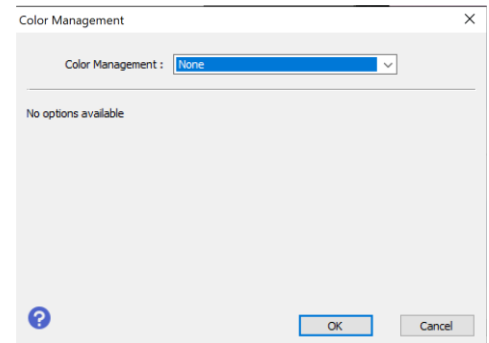 Color Management
Color Management : None
No options available
OK Cancel